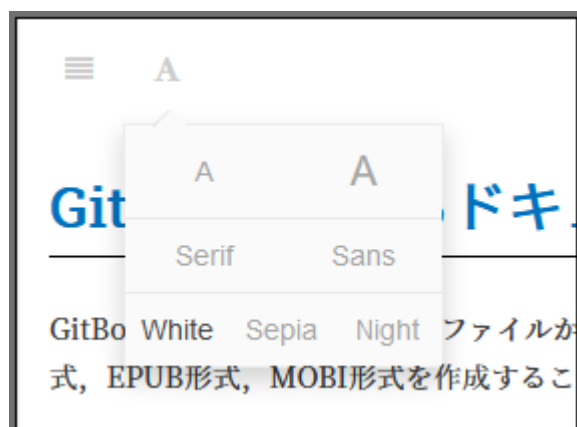 A
A A
Git ドキ
Serif Sans
GitBo White Sepia Night ファイルか
式，EPUB形式，MOBI形式を作成するこ